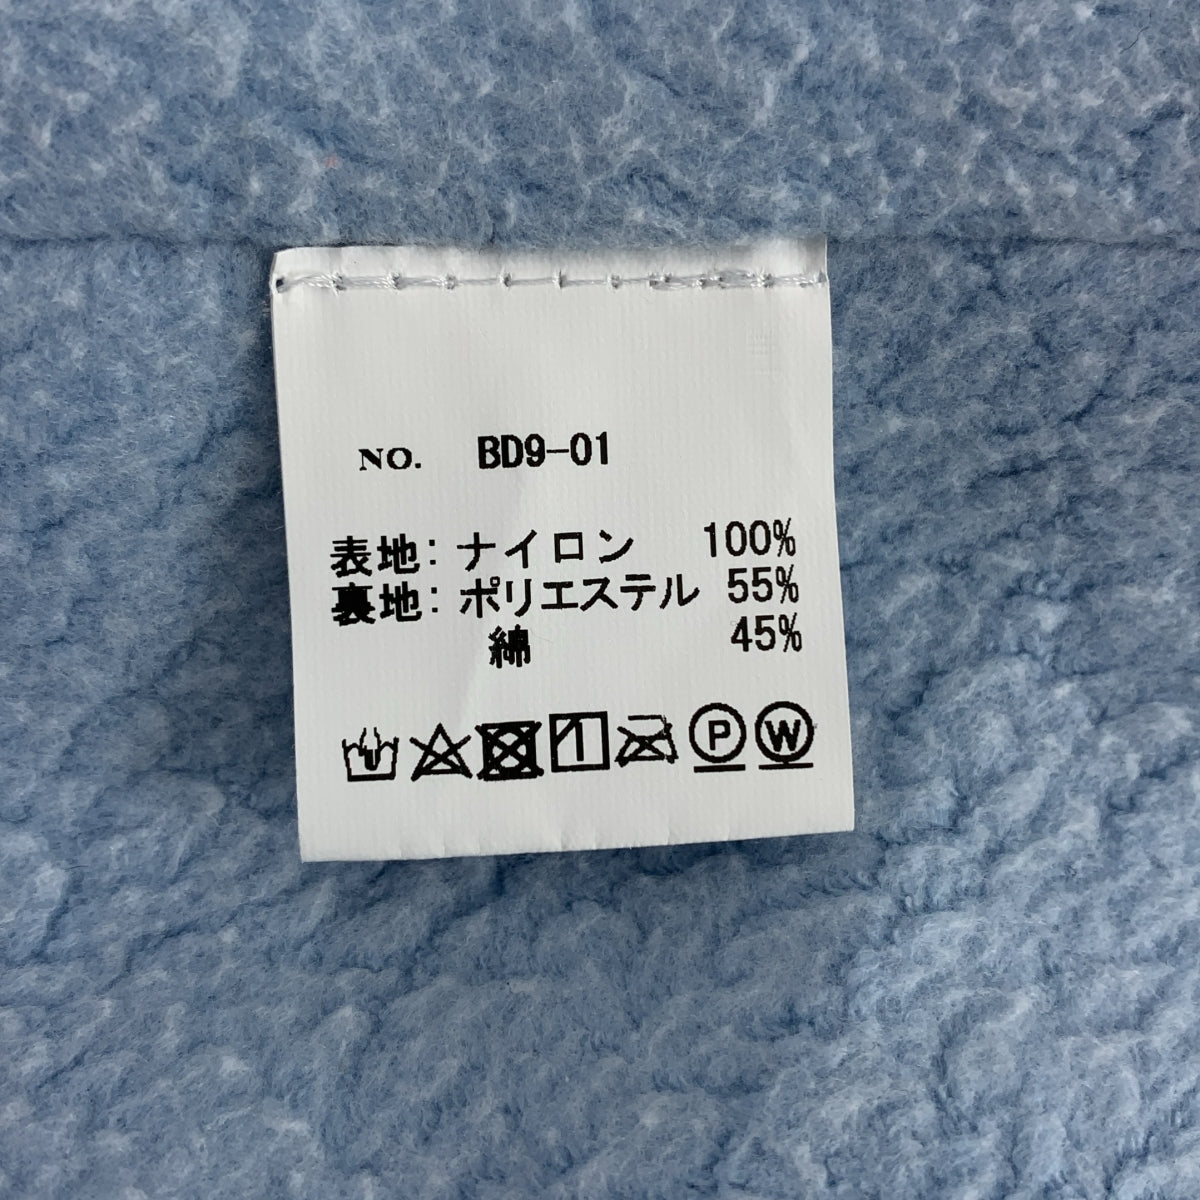 NO. BD9-01
表地: ナイロン 100%
裏地: ポリエステル 55%
綿 45%
P W